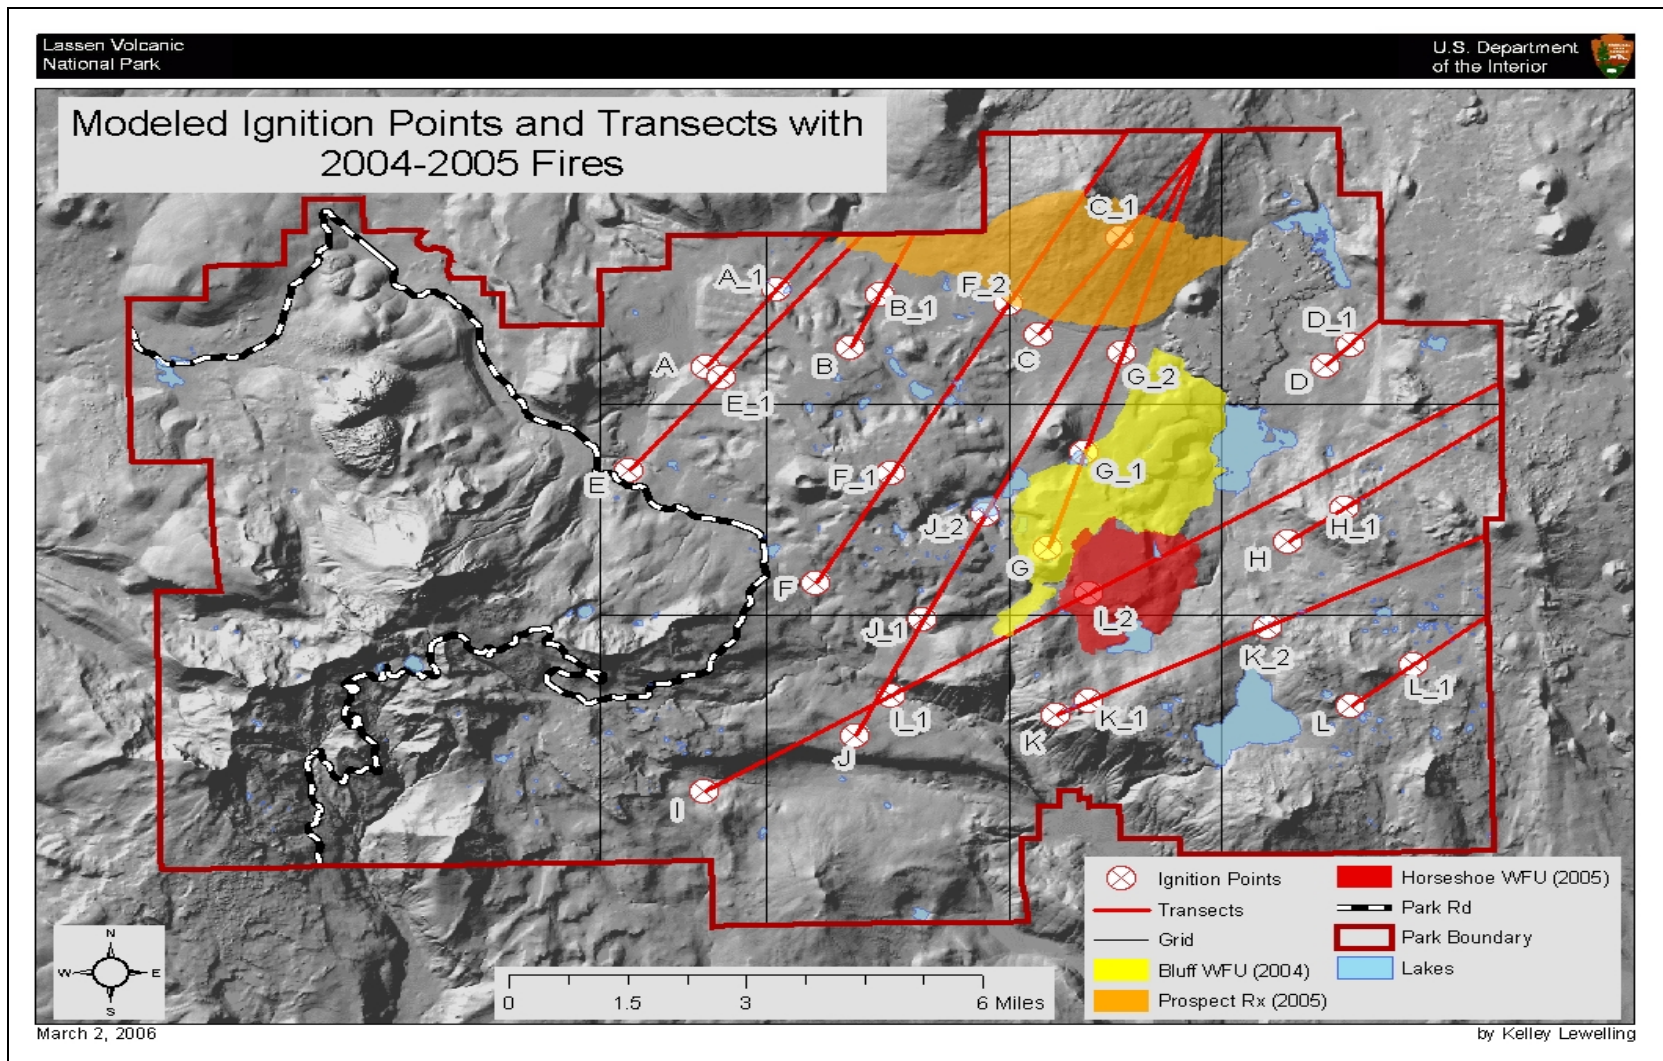 Lassen Volcanic
National Park
U.S. Department
of the Interior
Modeled Ignition Points and Transects with
2004-2005 Fires
C_1
A_1
B_1
F_2
D_1
A
B
C
G_2
D
E_1
E
F_1
G_1
J_2
H_1
H
G
F
J_1
I_2
K_2
L_1
I_1
K_1
L
K
J
I
Ignition Points
Transects
Grid
Bluff WFU (2004)
Prospect Rx (2005)
Horseshoe WFU (2005)
Park Rd
Park Boundary
Lakes
N
W E
S
0 1.5 3 6 Miles
March 2, 2006
by Kelley Lewelling